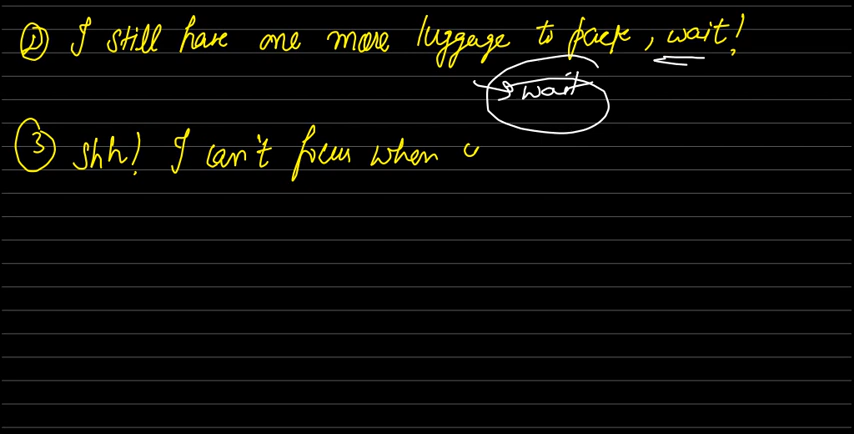 ② I still have one more luggage to pack, wait!
wait
③ Shh! I can't focus when